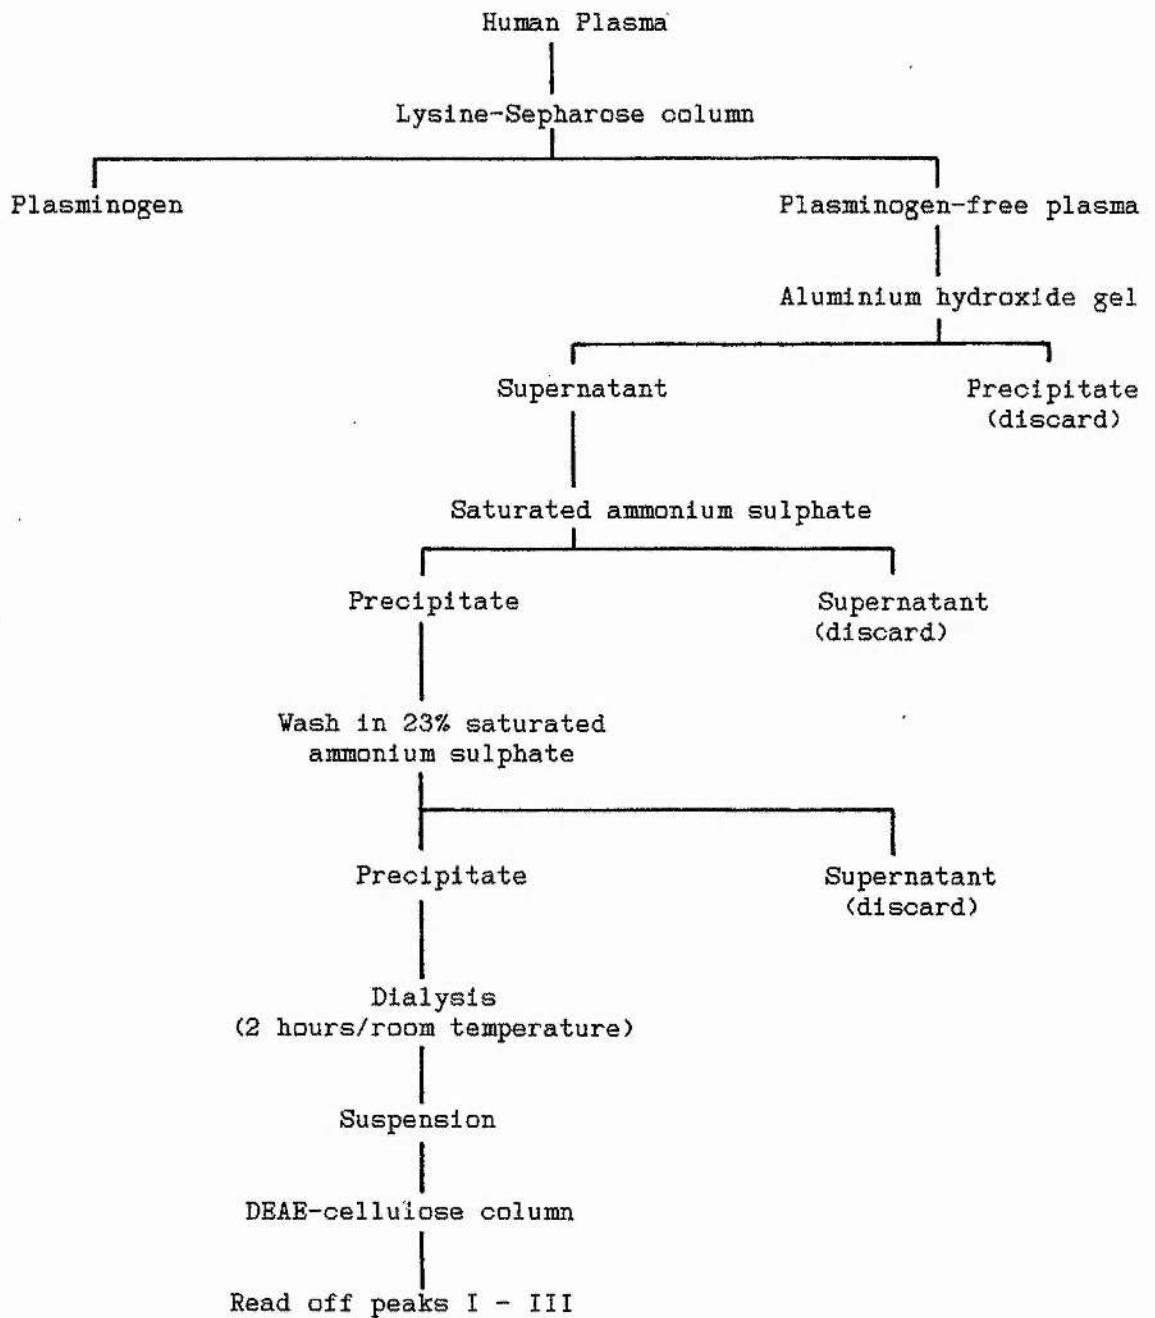 Human Plasma
Lysine-Sepharose column
Plasminogen
Plasminogen-free plasma
Aluminium hydroxide gel
Supernatant
Precipitate
(discard)
Saturated ammonium sulphate
Precipitate
Supernatant
(discard)
Wash in 23% saturated
ammonium sulphate
Precipitate
Supernatant
(discard)
Dialysis
(2 hours/room temperature)
Suspension
DEAE-cellulose column
Read off peaks I - III